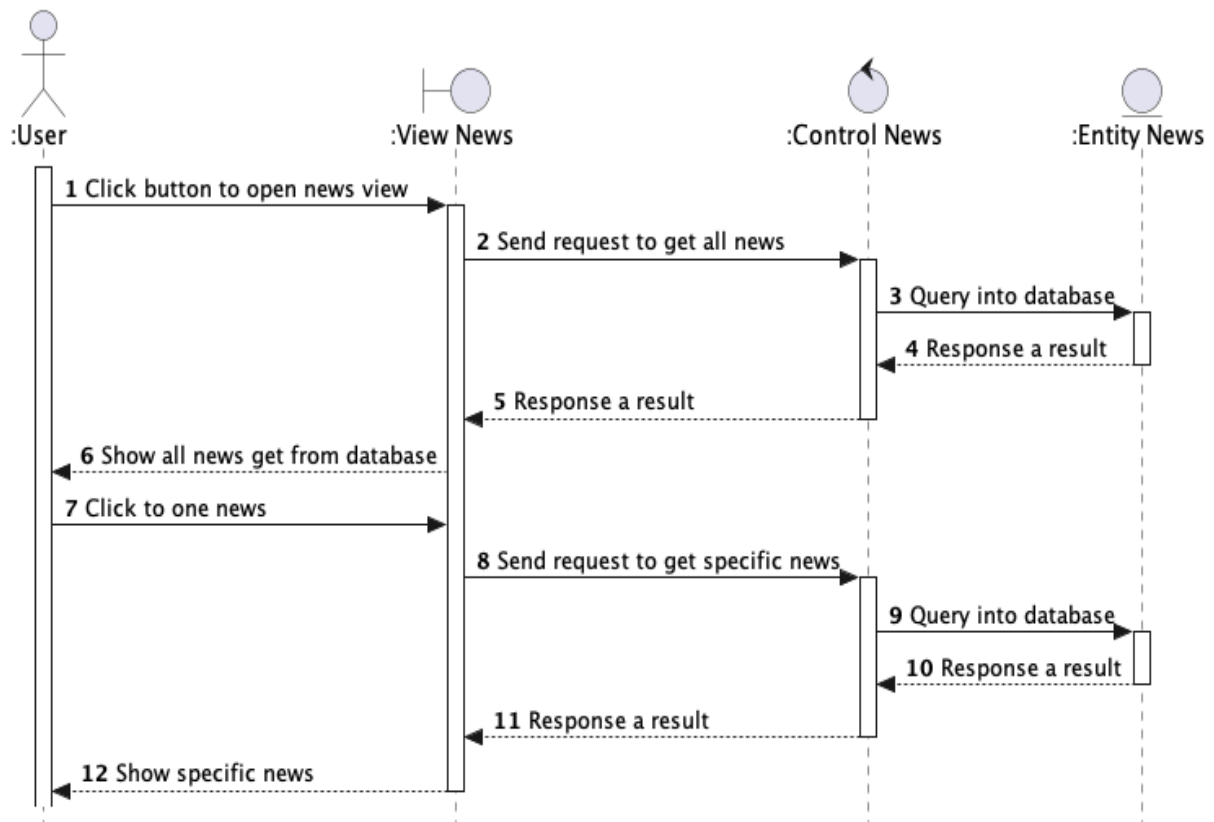 :User
:View News
:Control News
:Entity News
1 Click button to open news view
2 Send request to get all news
3 Query into database
4 Response a result
5 Response a result
6 Show all news get from database
7 Click to one news
8 Send request to get specific news
9 Query into database
10 Response a result
11 Response a result
12 Show specific news